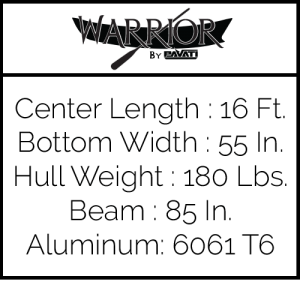 WARRIOR
BY PAVATI
Center Length : 16 Ft.
Bottom Width : 55 In.
Hull Weight : 180 Lbs.
Beam : 85 In.
Aluminum: 6061 T6